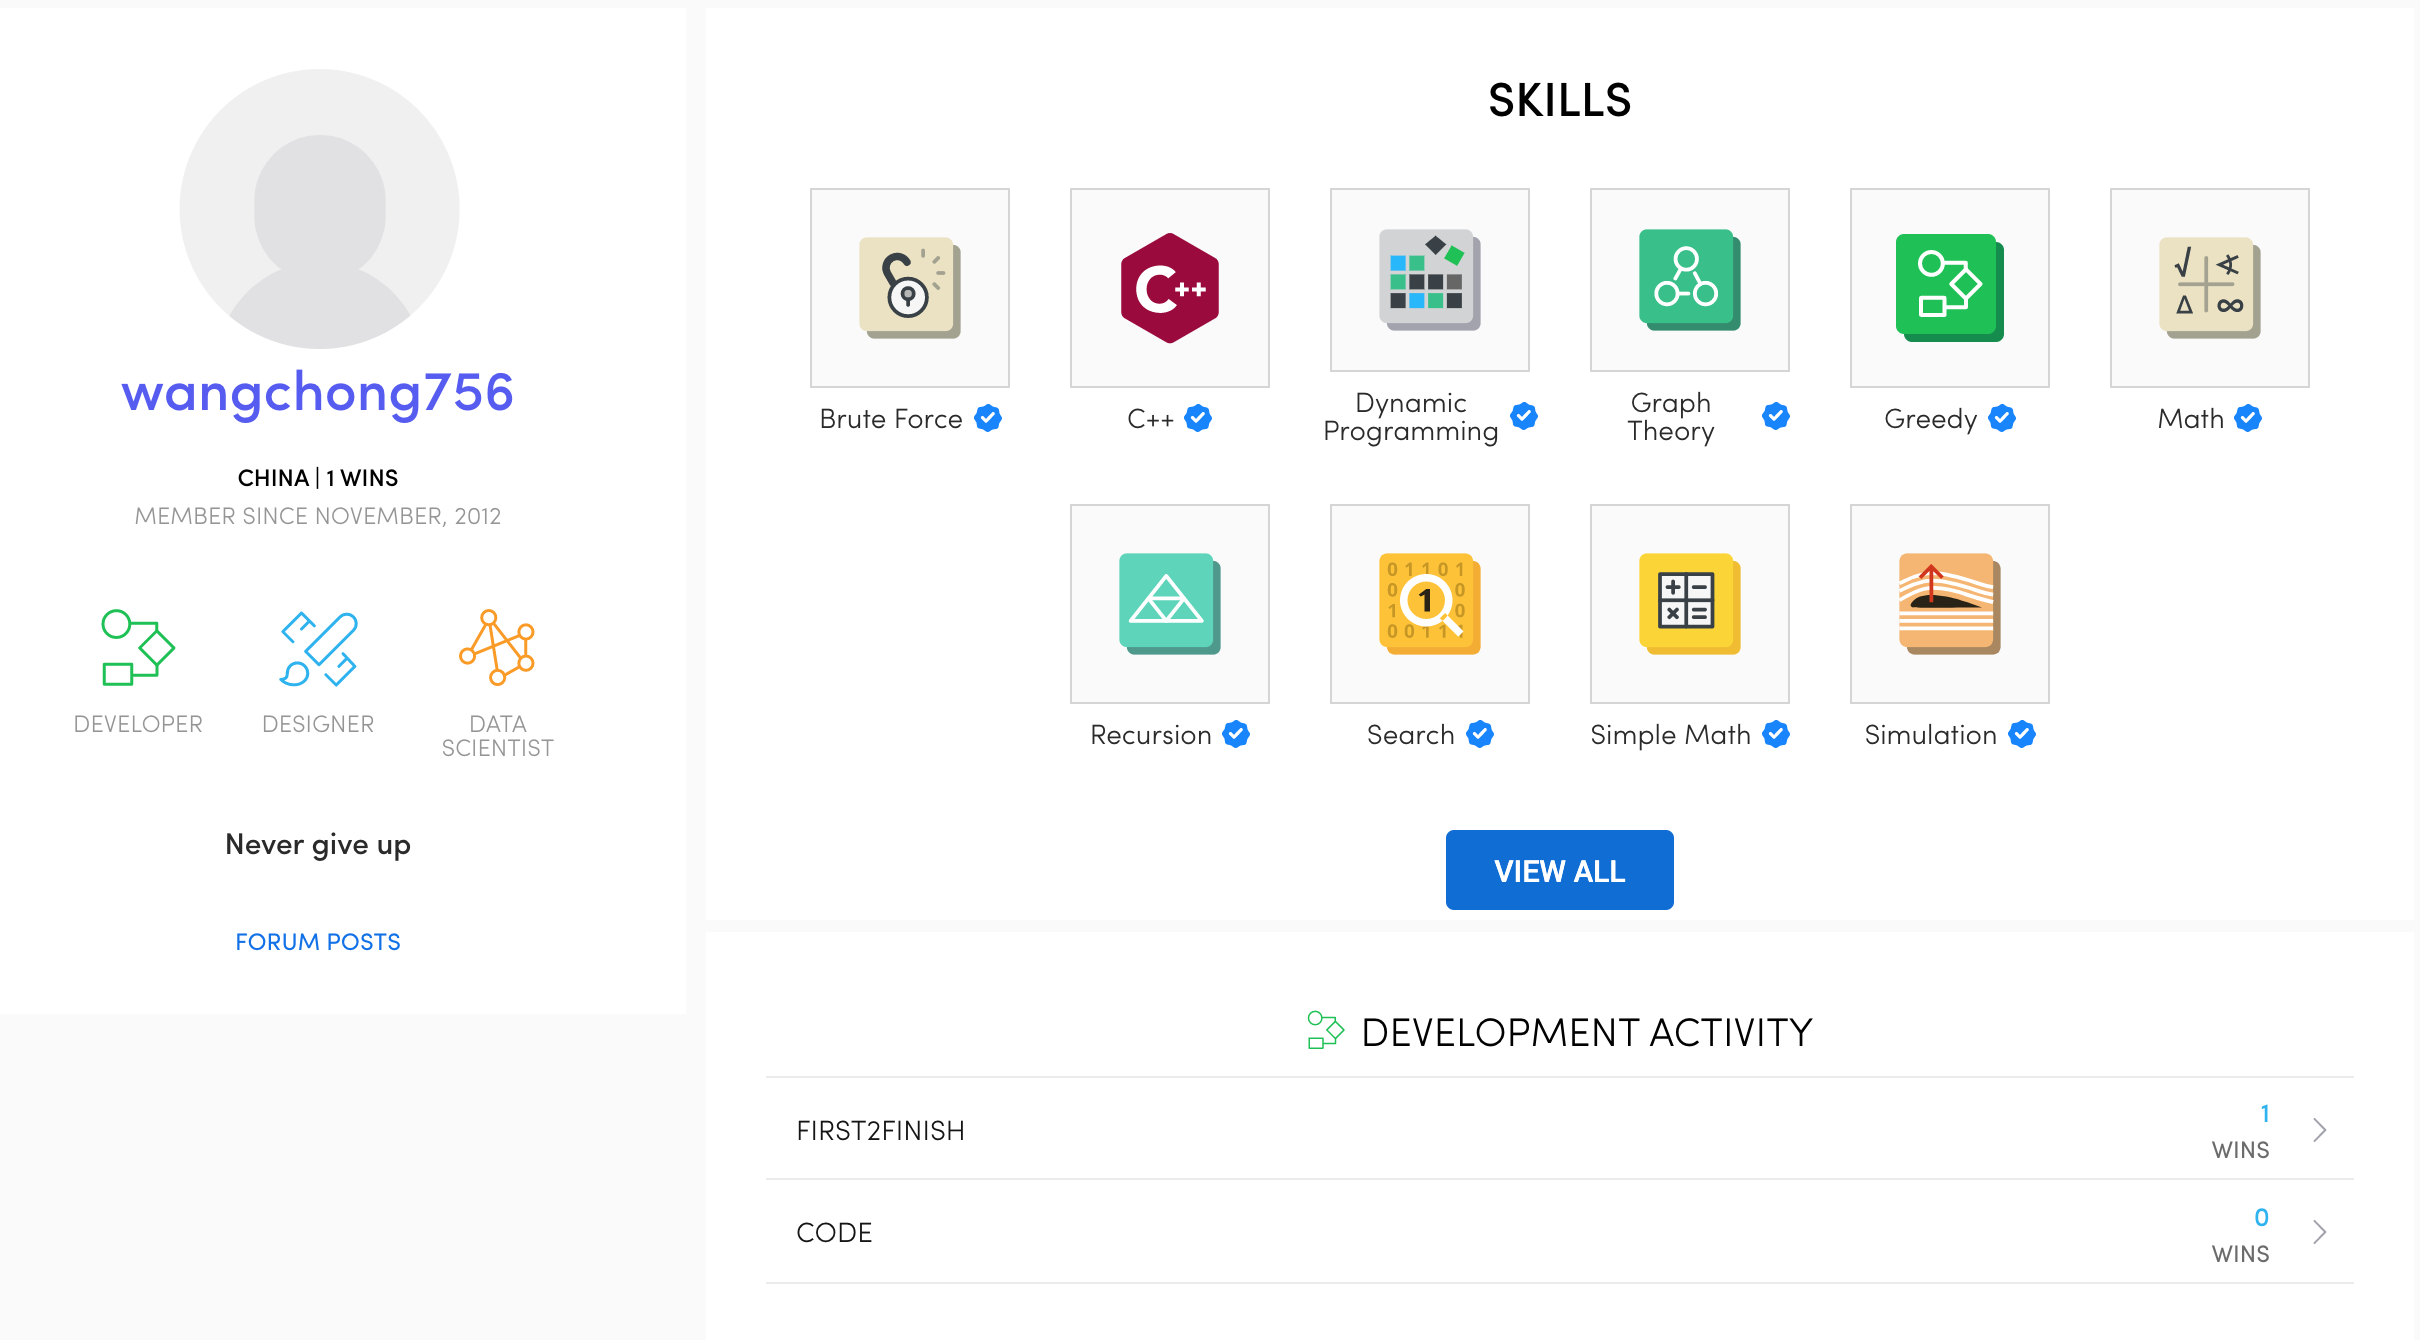 wangchong756
CHINA | 1 WINS
MEMBER SINCE NOVEMBER, 2012
DEVELOPER
DESIGNER
DATA
SCIENTIST
Never give up
FORUM POSTS
SKILLS
Brute Force
C++
Dynamic
Programming
Graph
Theory
Greedy
Math
Recursion
Search
Simple Math
Simulation
VIEW ALL
DEVELOPMENT ACTIVITY
FIRST2FINISH
1
WINS
CODE
0
WINS